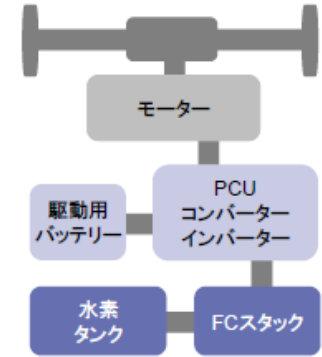 モーター
PCU
コンバーター
インバーター
駆動用
バッテリー
水素
タンク
FCスタック